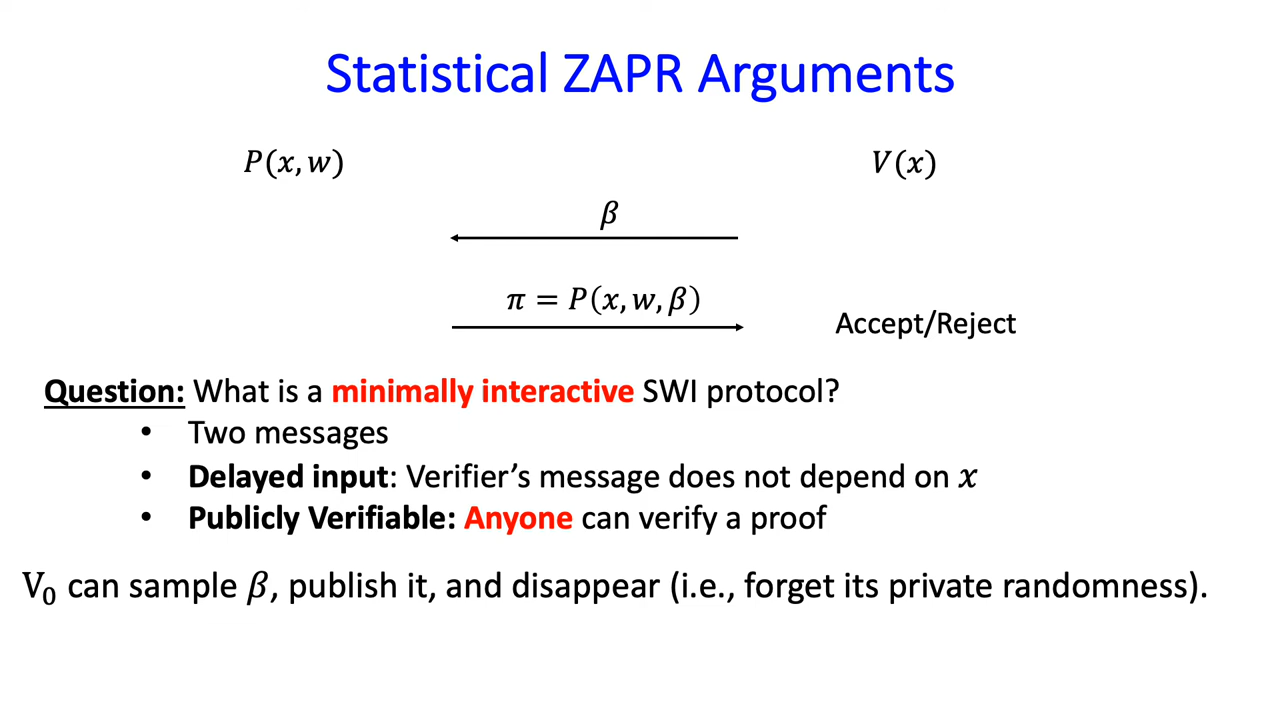 Statistical ZAPR Arguments
P(x, w)
V(x)
β
π = P(x, w, β)
Accept/Reject
Question: What is a minimally interactive SWI protocol?
• Two messages
• Delayed input: Verifier’s message does not depend on x
• Publicly Verifiable: Anyone can verify a proof
V₀ can sample β, publish it, and disappear (i.e., forget its private randomness).